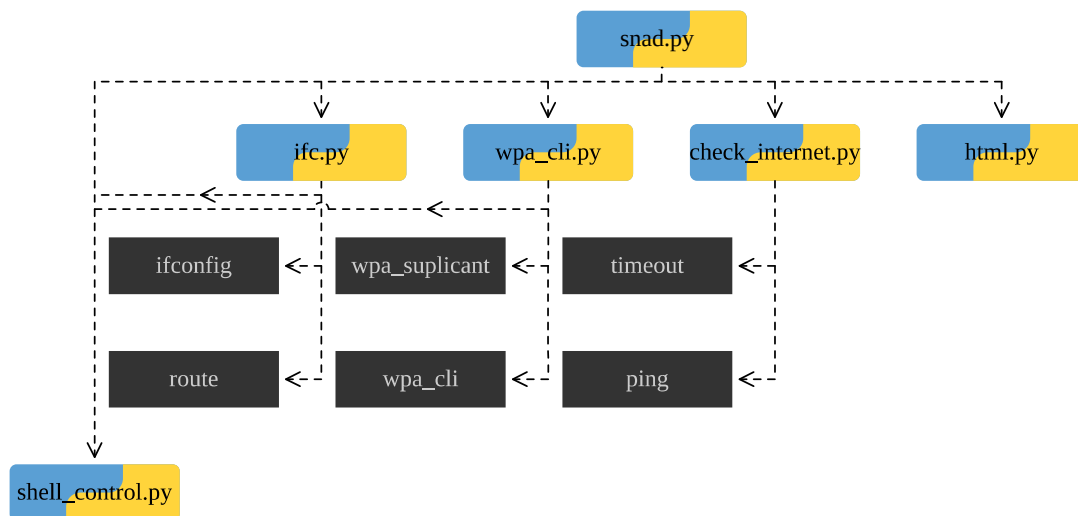 snad.py
ifc.py
wpa_cli.py
check_internet.py
html.py
ifconfig
wpa_suplicant
timeout
route
wpa_cli
ping
shell_control.py